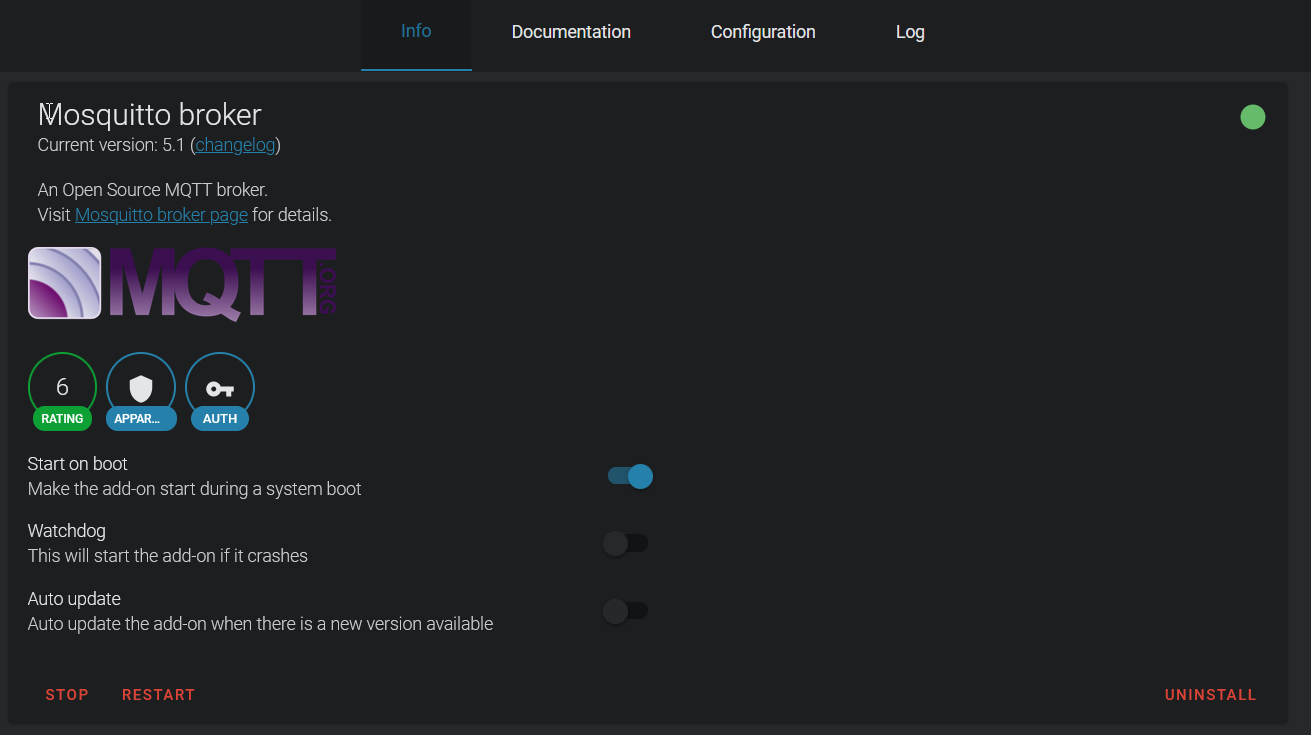 Info Documentation Configuration Log
Mosquitto broker
Current version: 5.1 (changelog)
An Open Source MQTT broker.
Visit Mosquitto broker page for details.
MQTT.ORG
6
RATING APPAR... AUTH
Start on boot
Make the add-on start during a system boot
Watchdog
This will start the add-on if it crashes
Auto update
Auto update the add-on when there is a new version available
STOP RESTART UNINSTALL